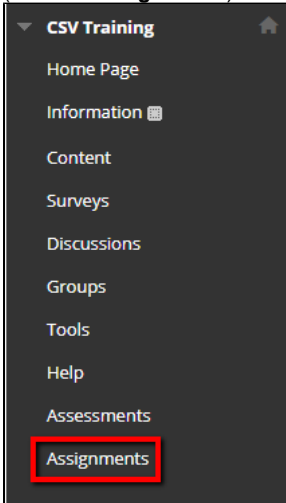 CSV Training
Home Page
Information
Content
Surveys
Discussions
Groups
Tools
Help
Assessments
Assignments